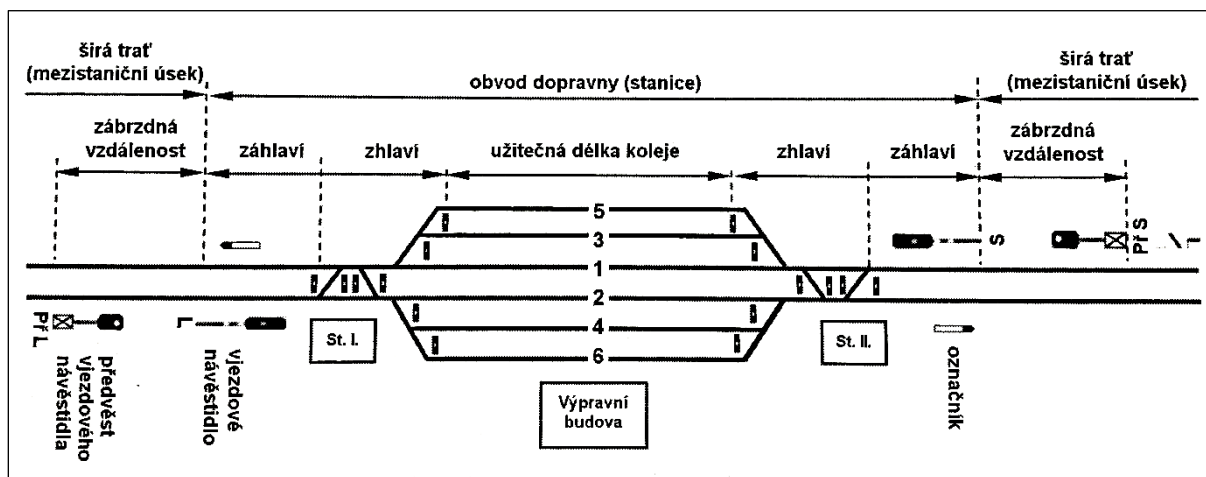 širá trať
(mezistaniční úsek)
obvod dopravny (stanice)
širá trať
(mezistaniční úsek)
zábrzdná
vzdálenost
záhlaví
zhlaví
užitečná délka koleje
zhlaví
záhlaví
zábrzdná
vzdálenost
5
3
1
2
4
6
S
Př S
Př L
předvěst
vjezdového
návěstidla
L
vjezdové
návěstidlo
St. I.
St. II.
označník
Výpravní
budova